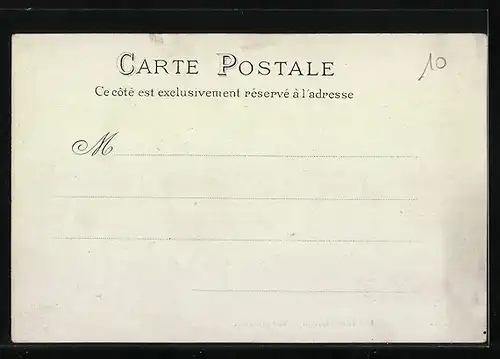 CARTE POSTALE
10
Ce côté est exclusivement réservé à l'adresse
M